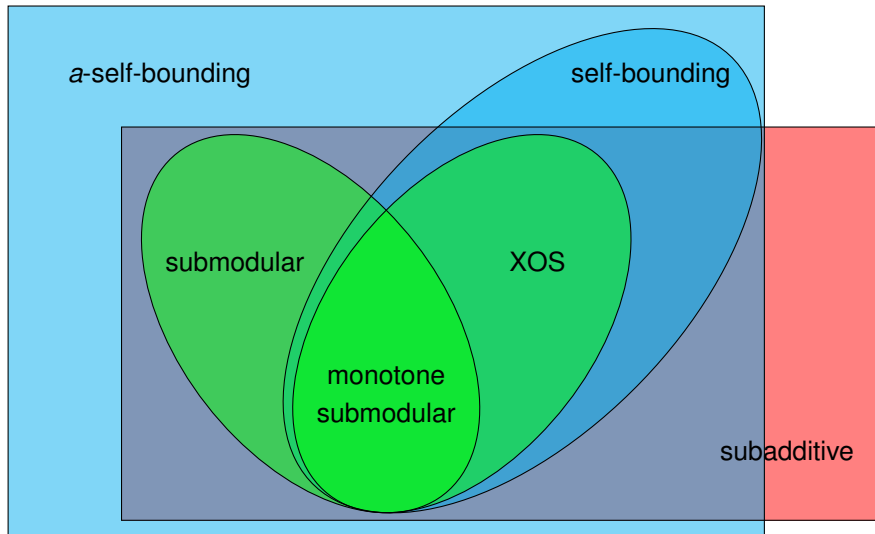 a-self-bounding
self-bounding
submodular
XOS
monotone
submodular
subadditive